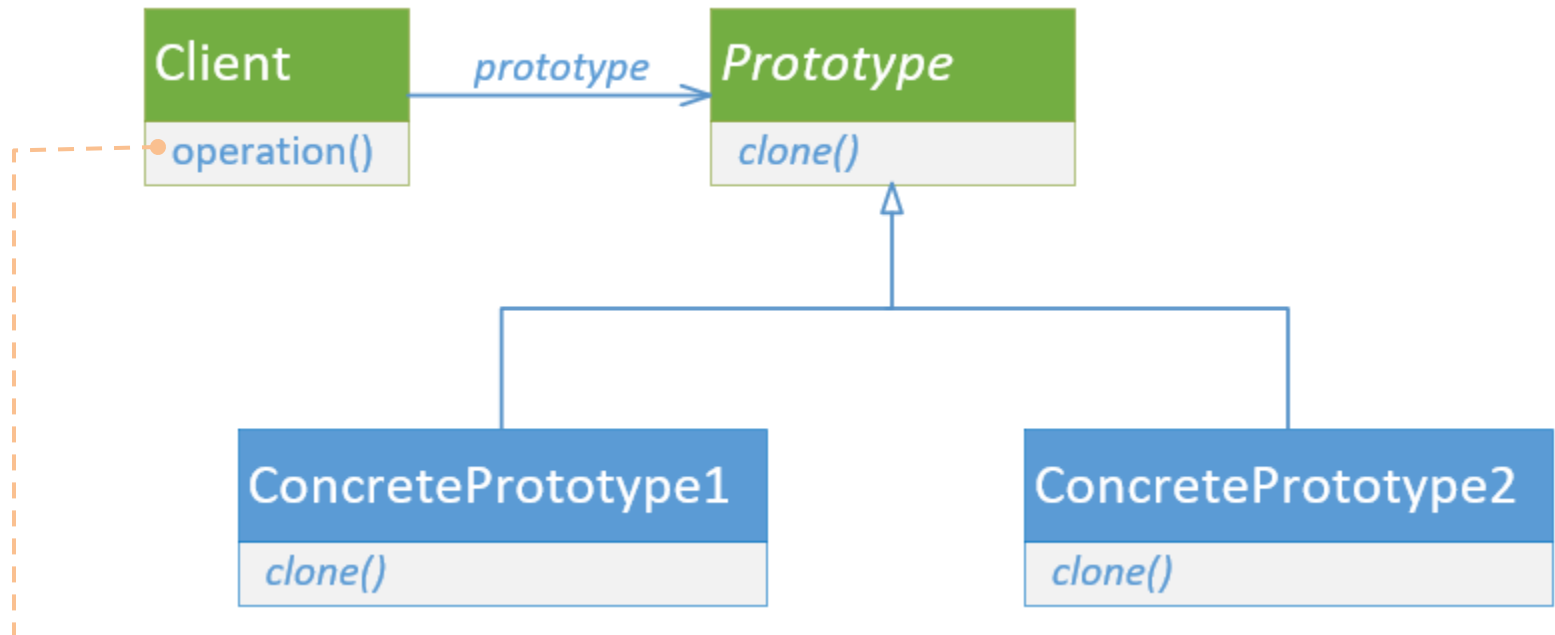 Client
prototype
Prototype
operation()
clone()
ConcretePrototype1
ConcretePrototype2
clone()
clone()